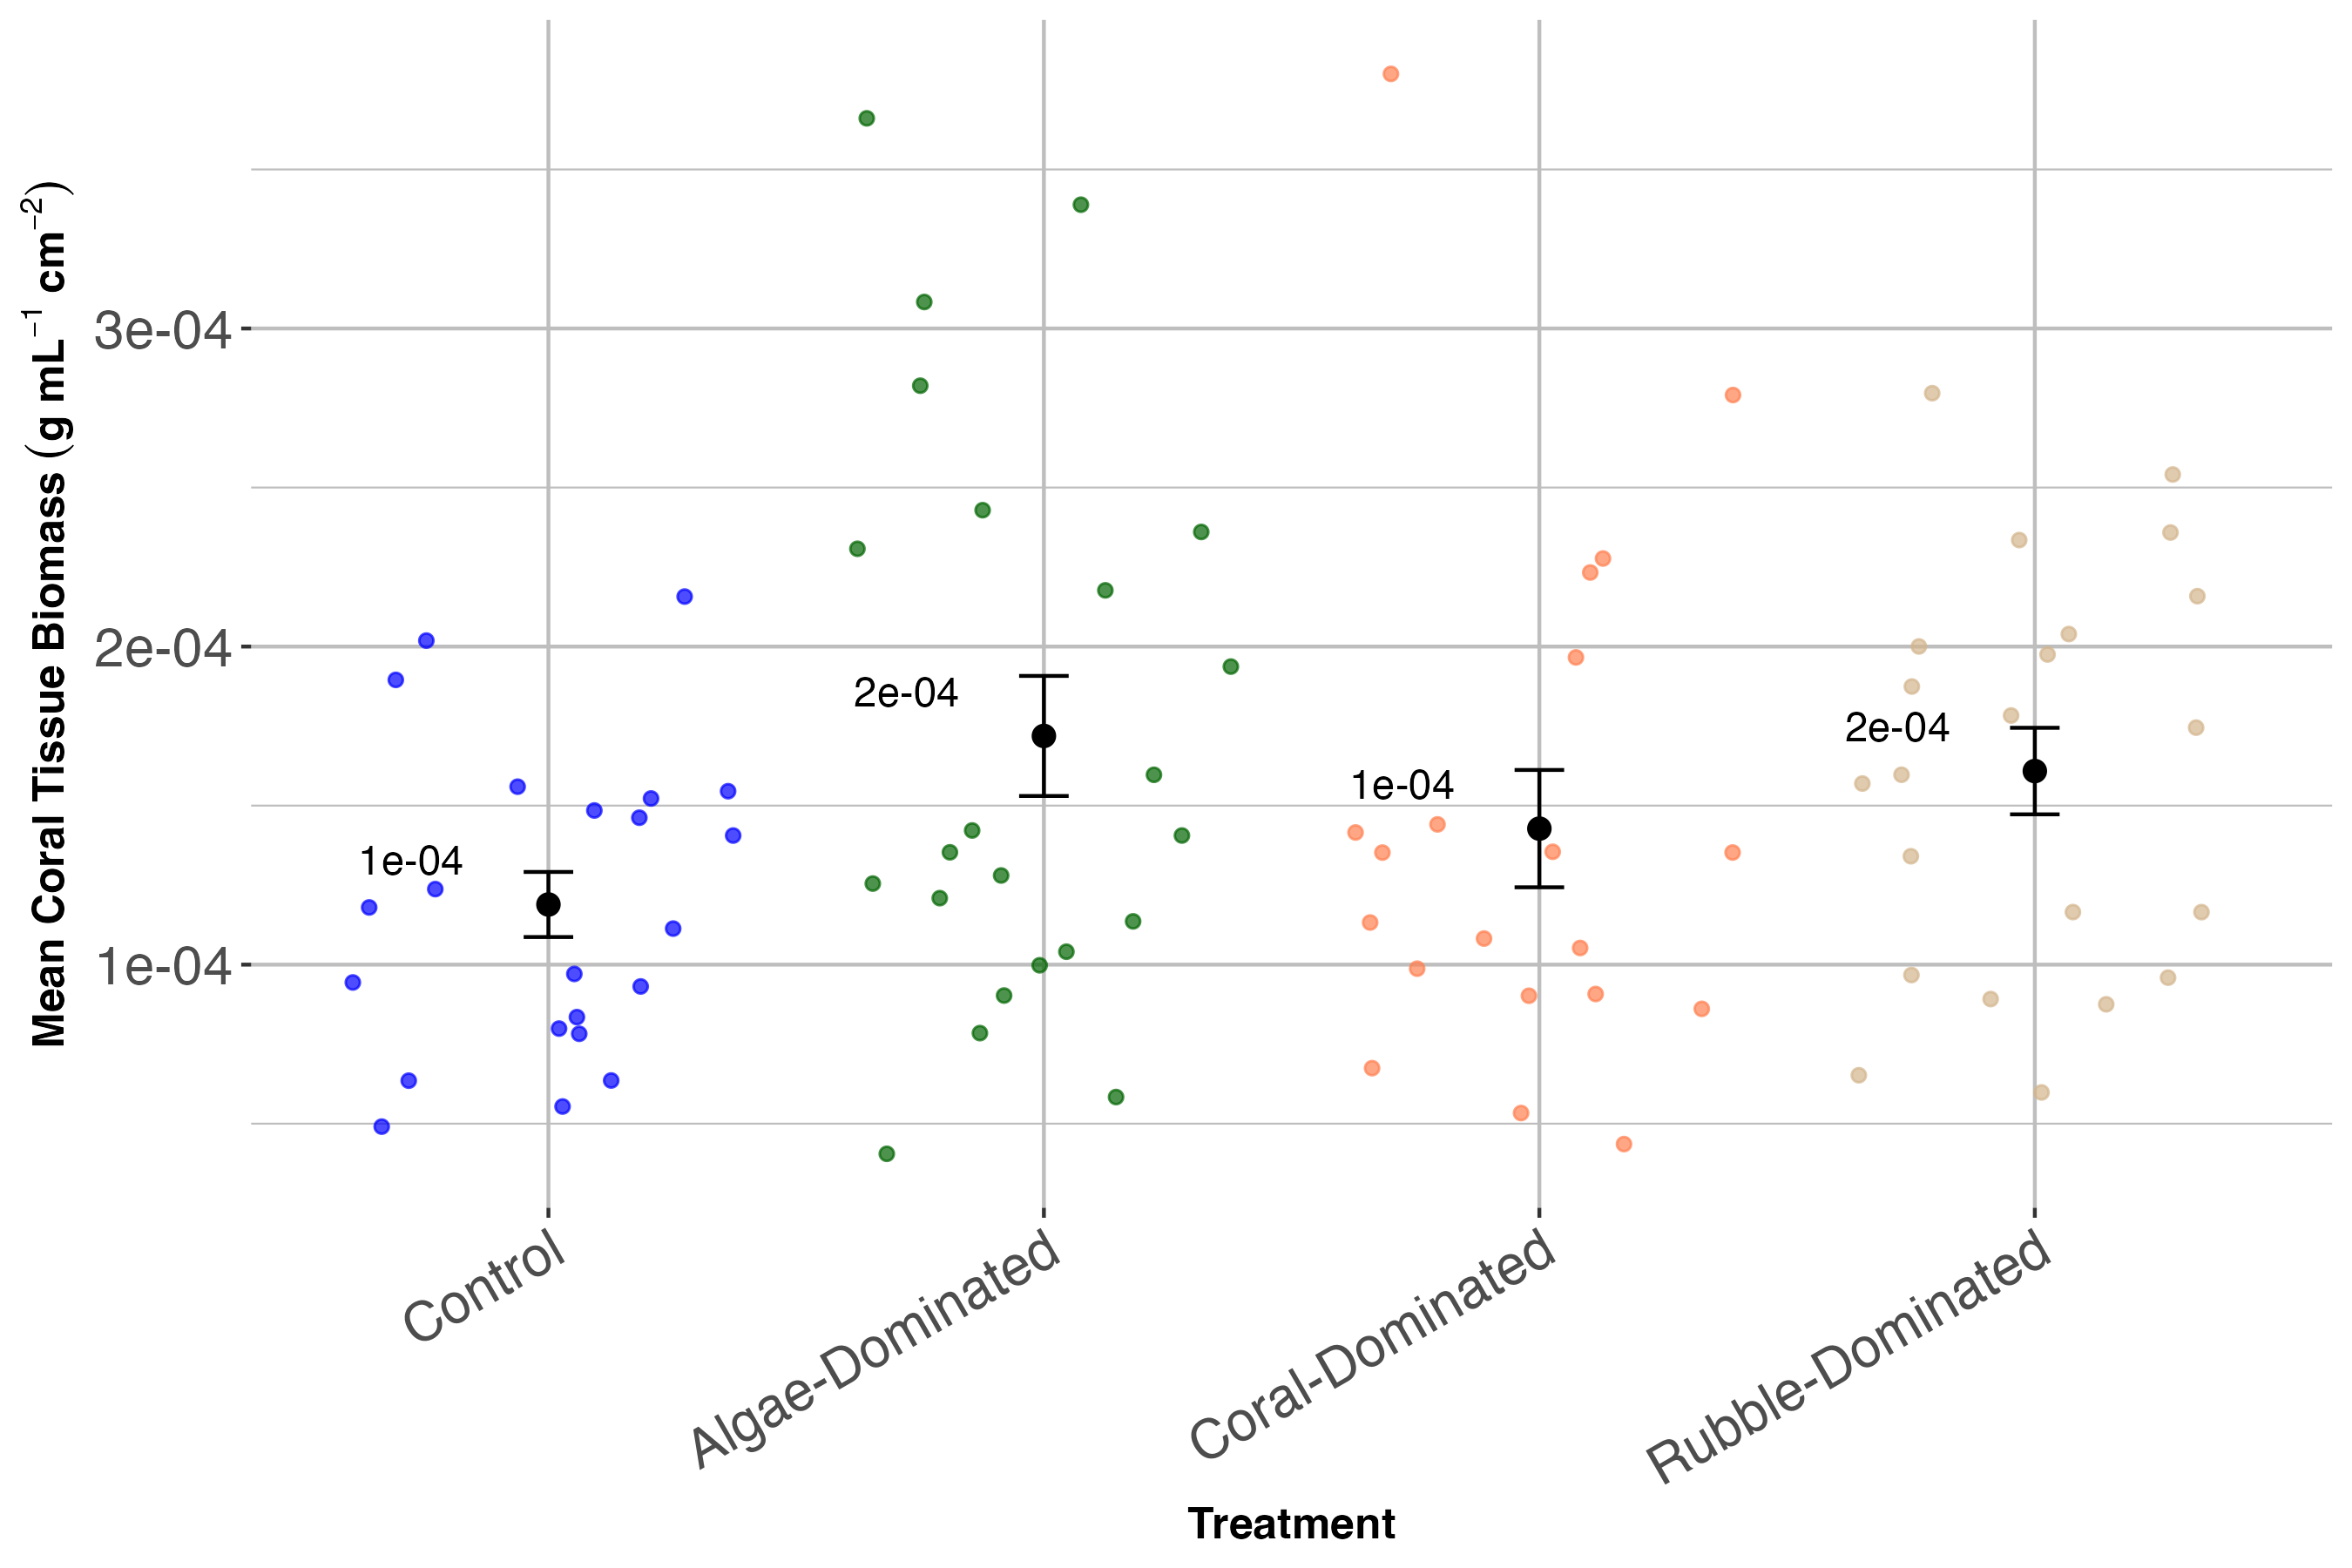 Mean Coral Tissue Biomass (g mL⁻¹ cm⁻²)
3e-04
2e-04
1e-04
1e-04
2e-04
1e-04
2e-04
Control
Algae-Dominated
Coral-Dominated
Rubble-Dominated
Treatment